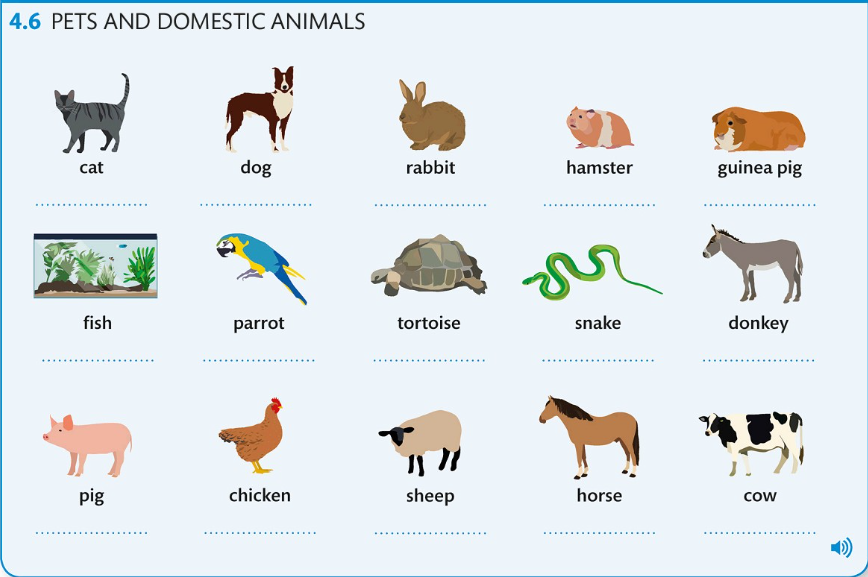 4.6 PETS AND DOMESTIC ANIMALS
cat dog rabbit hamster guinea pig
fish parrot tortoise snake donkey
pig chicken sheep horse cow